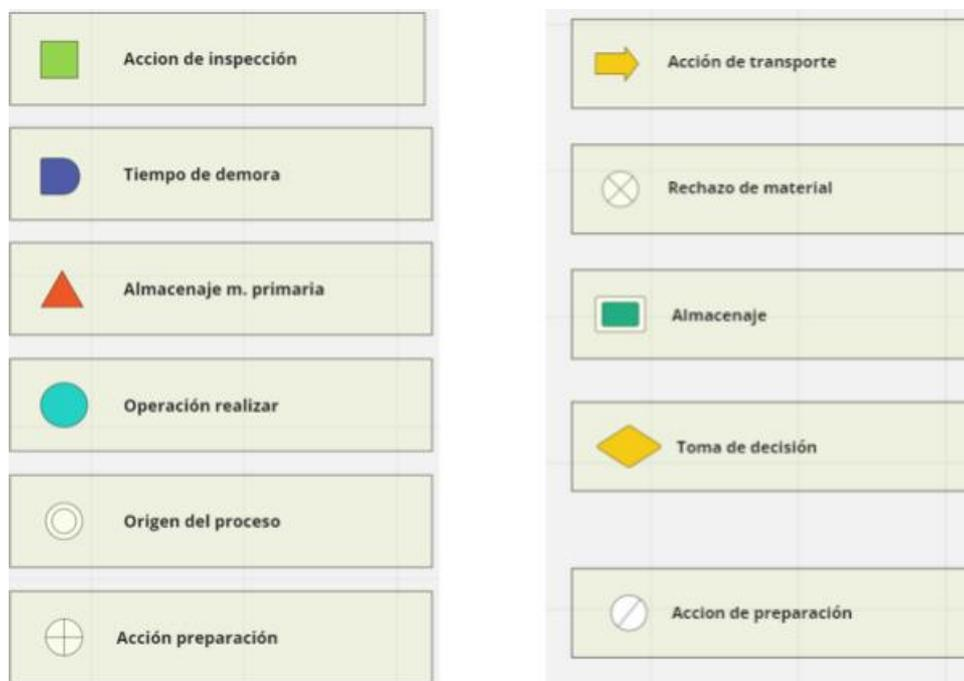 Accion de inspección
Tiempo de demora
Almacenaje m. primaria
Operación realizar
Origen del proceso
Acción preparación
Acción de transporte
Rechazo de material
Almacenaje
Toma de decisión
Accion de preparación